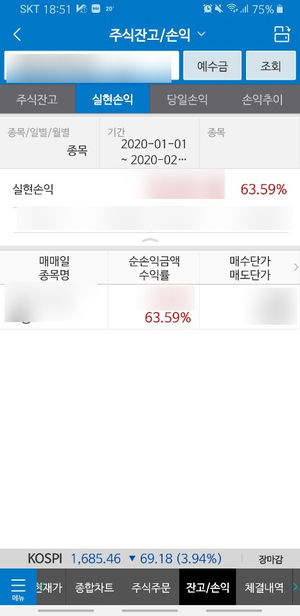 SKT 18:51 75%
주식잔고/손익
예수금 조회
주식잔고 실현손익 당일손익 손익추이
종목/일별/월별 기간 종목
종목 2020-01-01
~ 2020-02···
실현손익 63.59%
매매일 순손익금액 매수단가
종목명 수익률 매도단가
63.59%
KOSPI 1,685.46 ▼ 69.18 (3.94%) 장마감
메뉴 현재가 종합차트 주식주문 잔고/손익 체결내역